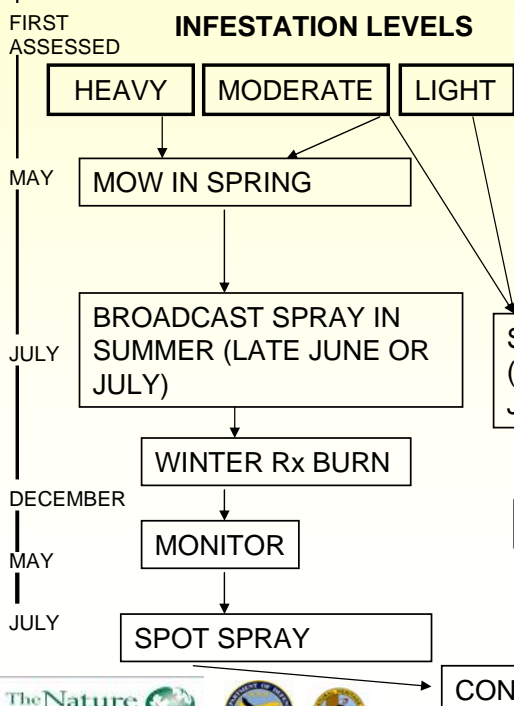 FIRST
ASSESSED
INFESTATION LEVELS
HEAVY
MODERATE
LIGHT
MAY
MOW IN SPRING
JULY
BROADCAST SPRAY IN
SUMMER (LATE JUNE OR
JULY)
S
(
J
WINTER Rx BURN
DECEMBER
MONITOR
MAY
JULY
SPOT SPRAY
CON
The Nature